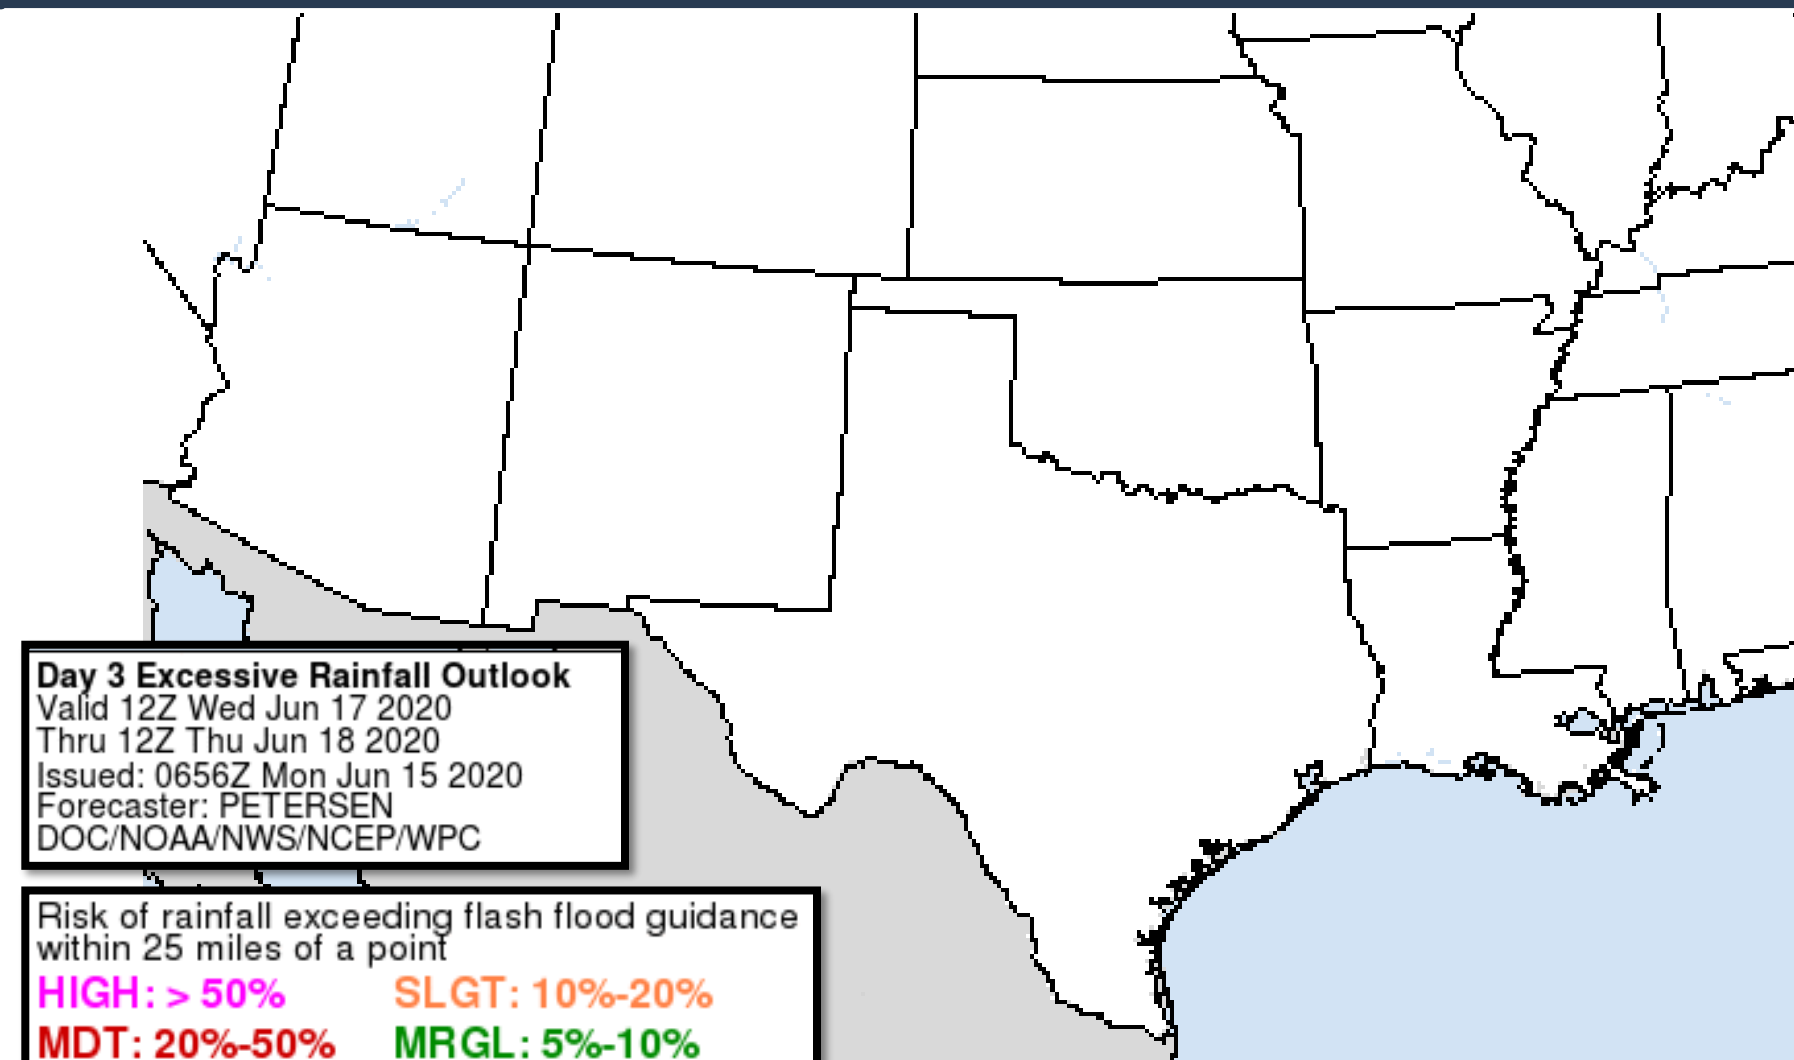 Day 3 Excessive Rainfall Outlook
Valid 12Z Wed Jun 17 2020
Thru 12Z Thu Jun 18 2020
Issued: 0656Z Mon Jun 15 2020
Forecaster: PETERSEN
DOC/NOAA/NWS/NCEP/WPC
Risk of rainfall exceeding flash flood guidance
within 25 miles of a point
HIGH: > 50% SLGT: 10%-20%
MDT: 20%-50% MRGL: 5%-10%